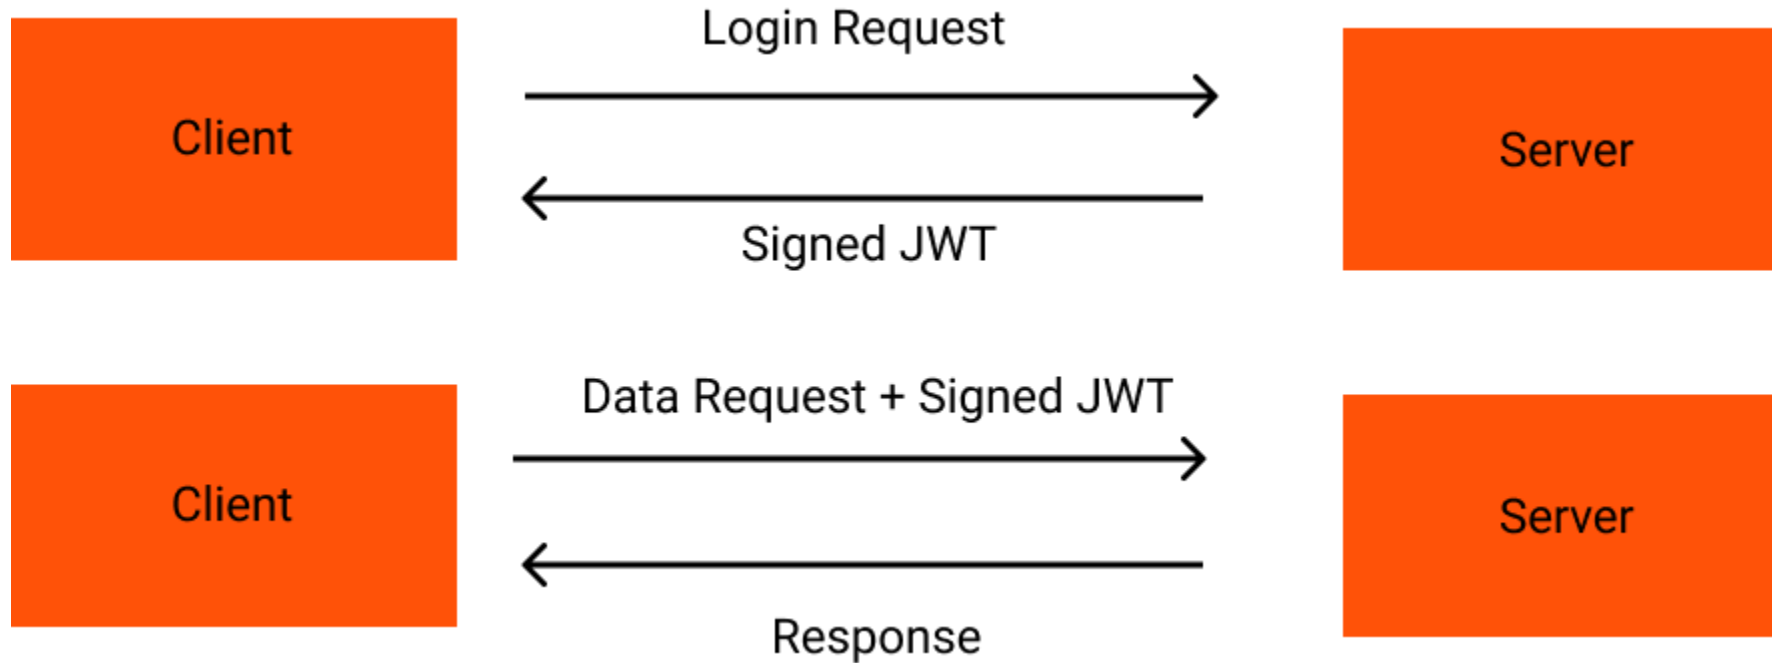 Login Request
Client
Server
Signed JWT
Data Request + Signed JWT
Client
Server
Response